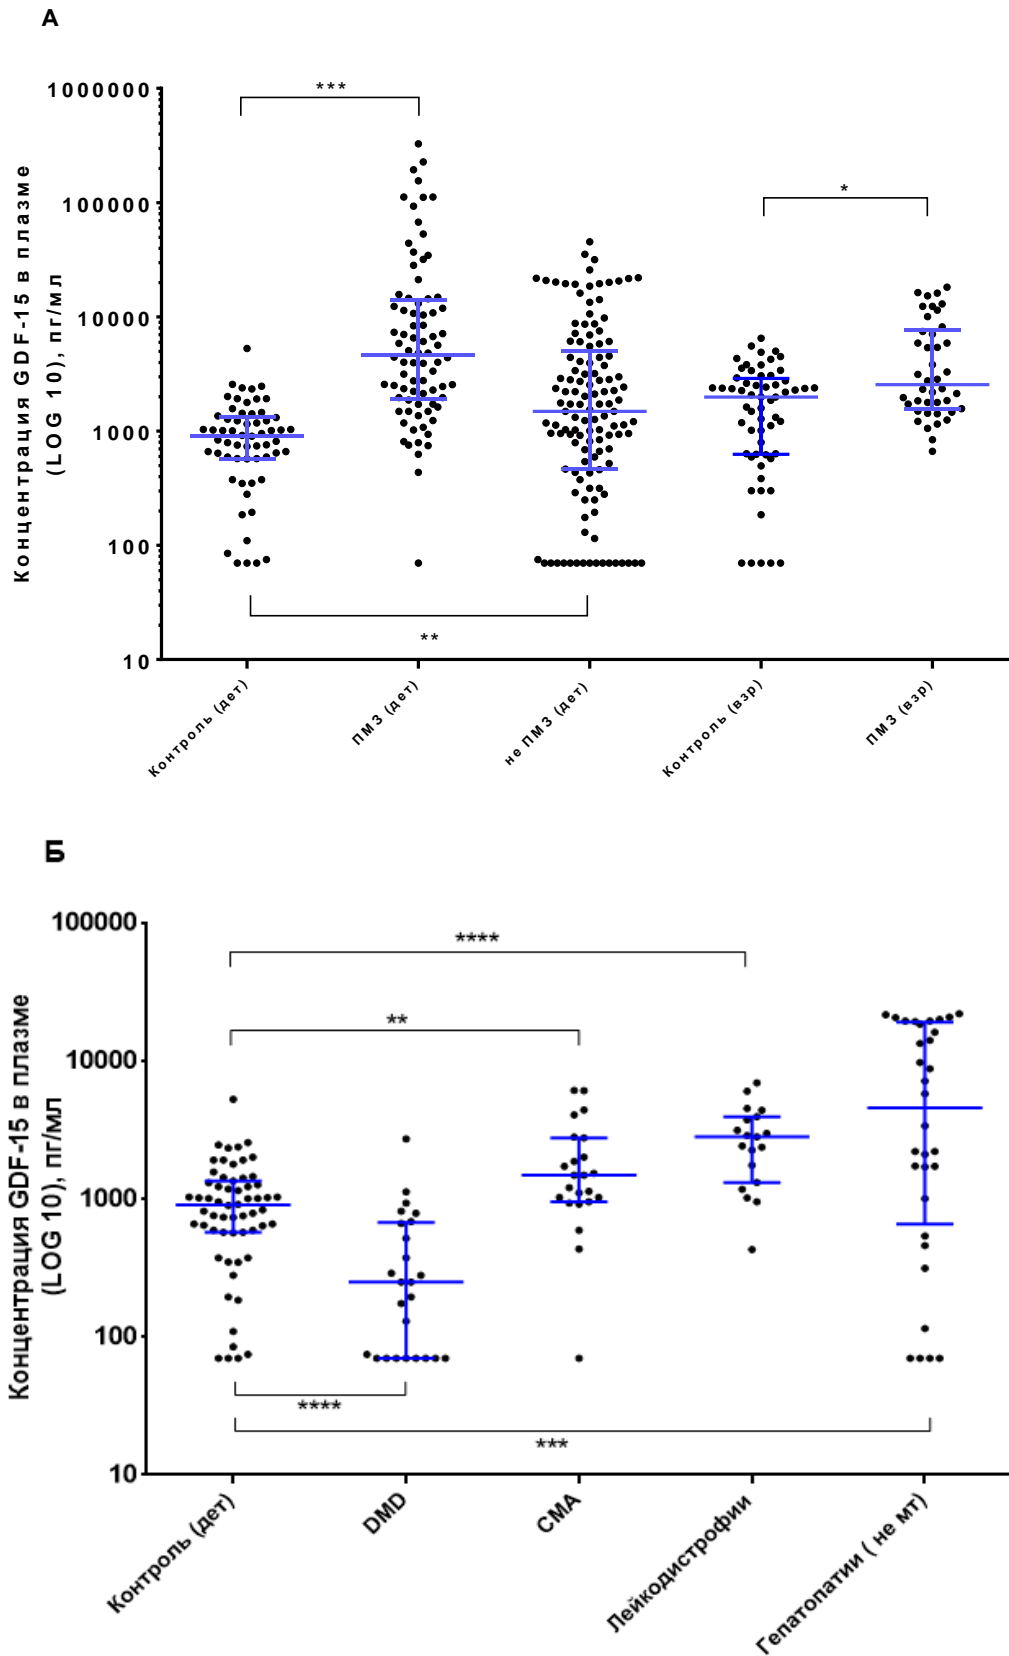 А
Концентрация GDF-15 в плазме
(LOG 10), пг/мл
1000000
100000
10000
1000
100
10
***
*
**
Контроль (дет)
ПМЗ (дет)
не ПМЗ (дет)
Контроль (взр)
ПМЗ (взр)
Б
Концентрация GDF-15 в плазме
(LOG 10), пг/мл
100000
10000
1000
100
10
****
**
****
***
Контроль (дет)
DMD
СМА
Лейкодистрофии
Гепатопатии ( не мт)